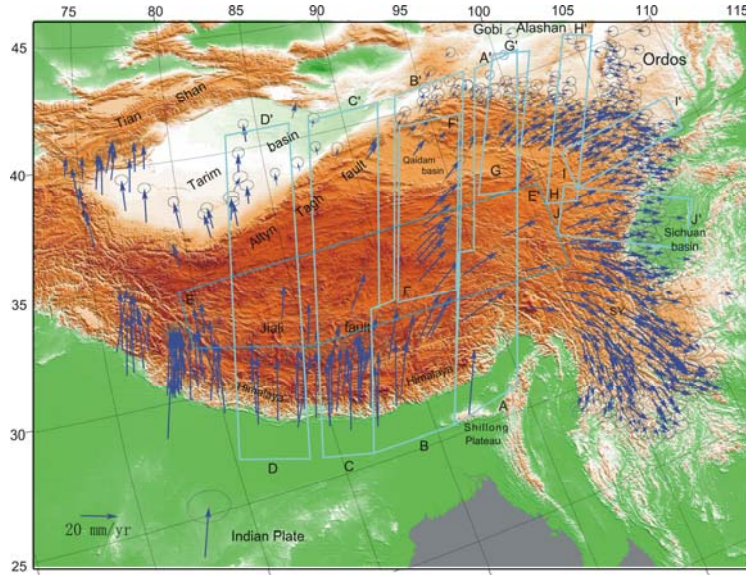 75 80 85 90 95 100 105 110 115
45
40
35
30
25
Gobi Alashan
H'
G'
A'
Ordos
B'
C'
I'
Tian Shan
D'
basin
F'
Tarim
Qaidam
basin
fault
Tagh
Altyn
G
I
E'
H
J
J'
Sichuan
basin
E
Jiali fault
SY
Himalaya
Himalaya
A
Shillong
Plateau
B
C
D
20 mm/yr
Indian Plate